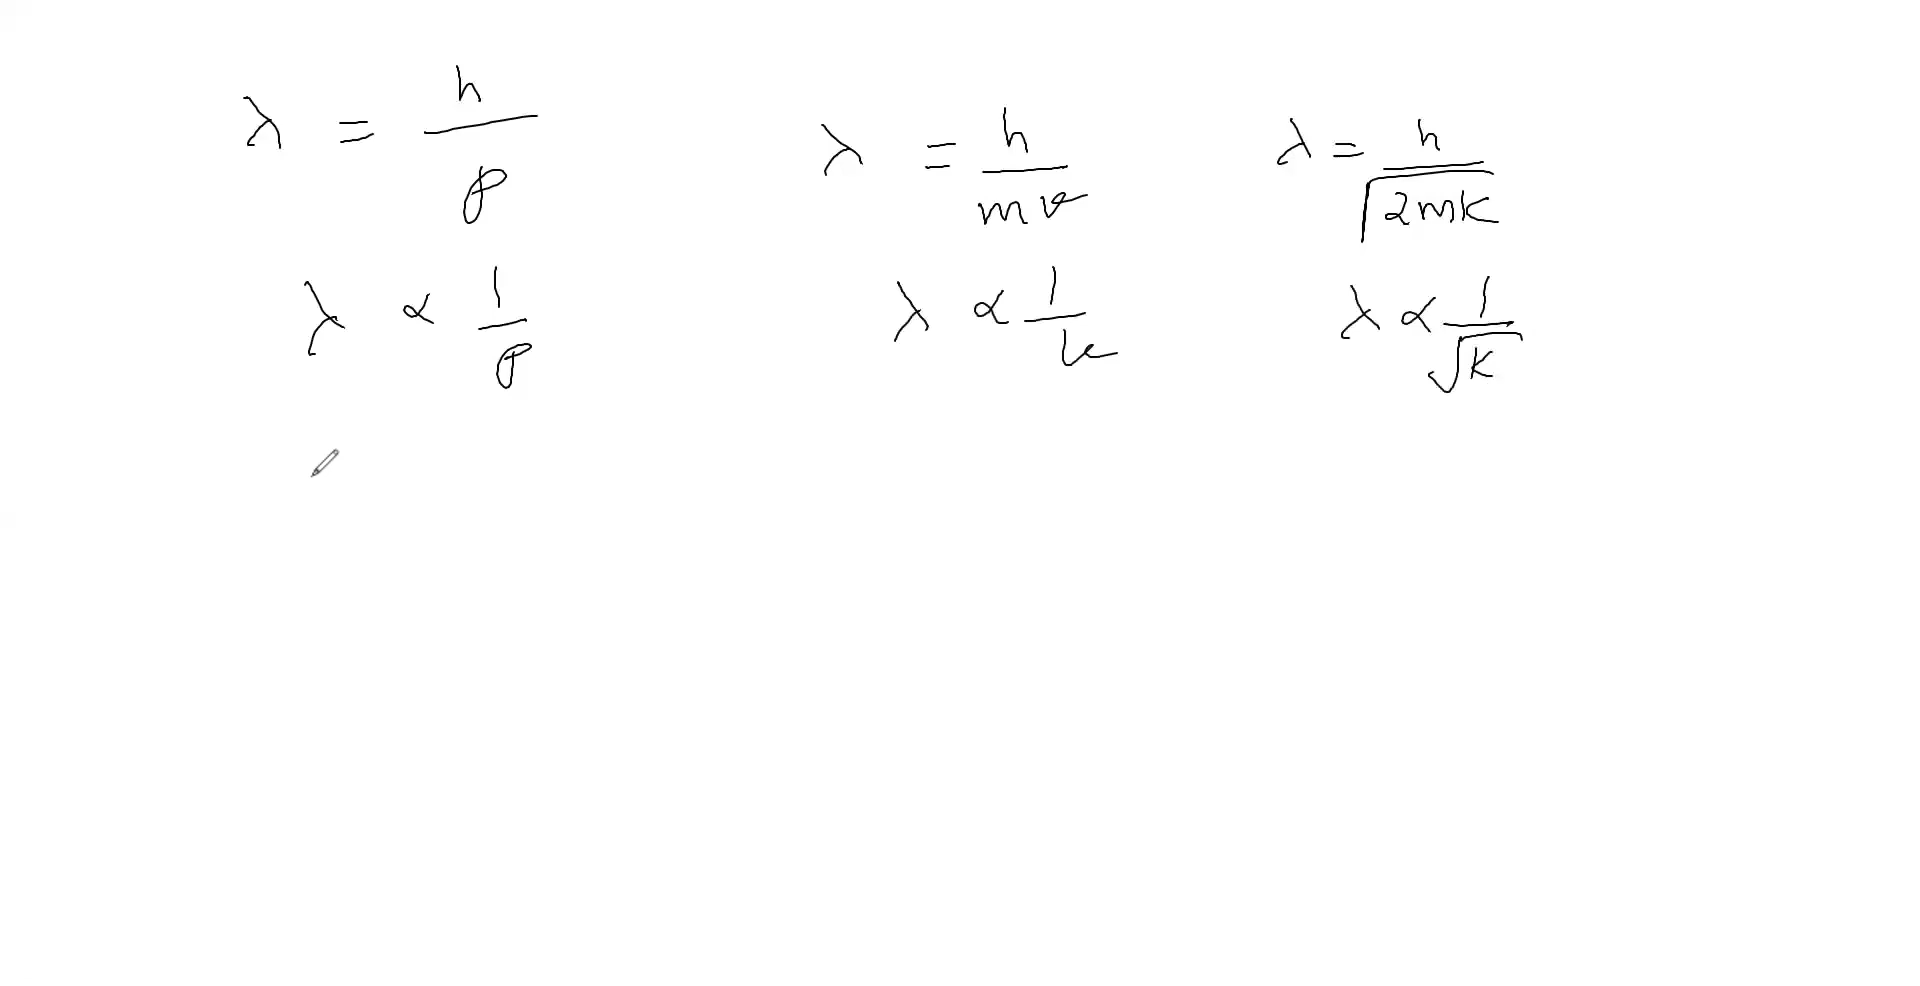 λ = h/p    λ = h/mv    λ = h/√2mK
λ ∝ 1/p    λ ∝ 1/v    λ ∝ 1/√K